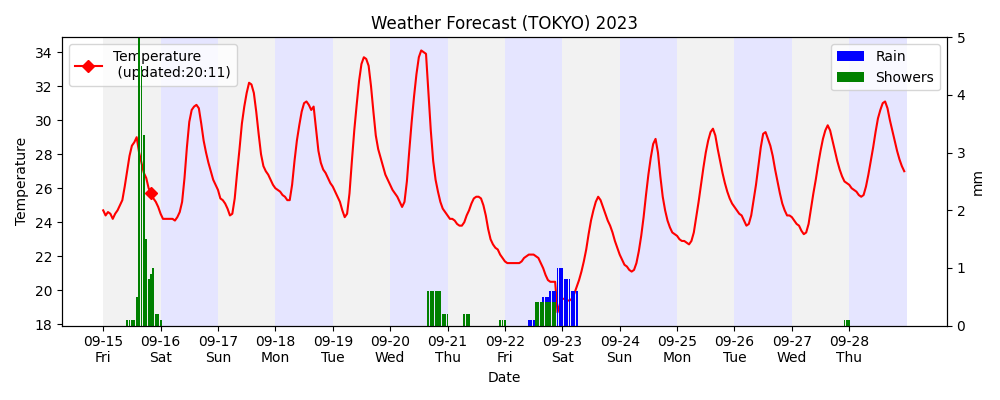 Weather Forecast (TOKYO) 2023
Temperature
(updated:20:11)
Rain
Showers
34
32
30
28
26
24
22
20
18
Temperature
5
4
3
2
1
0
mm
09-15 09-16 09-17 09-18 09-19 09-20 09-21 09-22 09-23 09-24 09-25 09-26 09-27 09-28
Fri Sat Sun Mon Tue Wed Thu Fri Sat Sun Mon Tue Wed Thu
Date